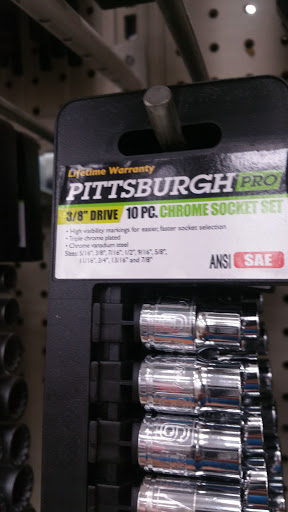 Lifetime Warranty
PITTSBURGH PRO
3/8" DRIVE 10 PC. CHROME SOCKET SET
• High visibility markings for easier, faster socket selection
• Triple chrome plated
• Chrome vanadium steel
Sizes: 5/16", 3/8", 7/16", 1/2", 9/16", 5/8",
11/16", 3/4", 13/16" and 7/8"
ANSI SAE